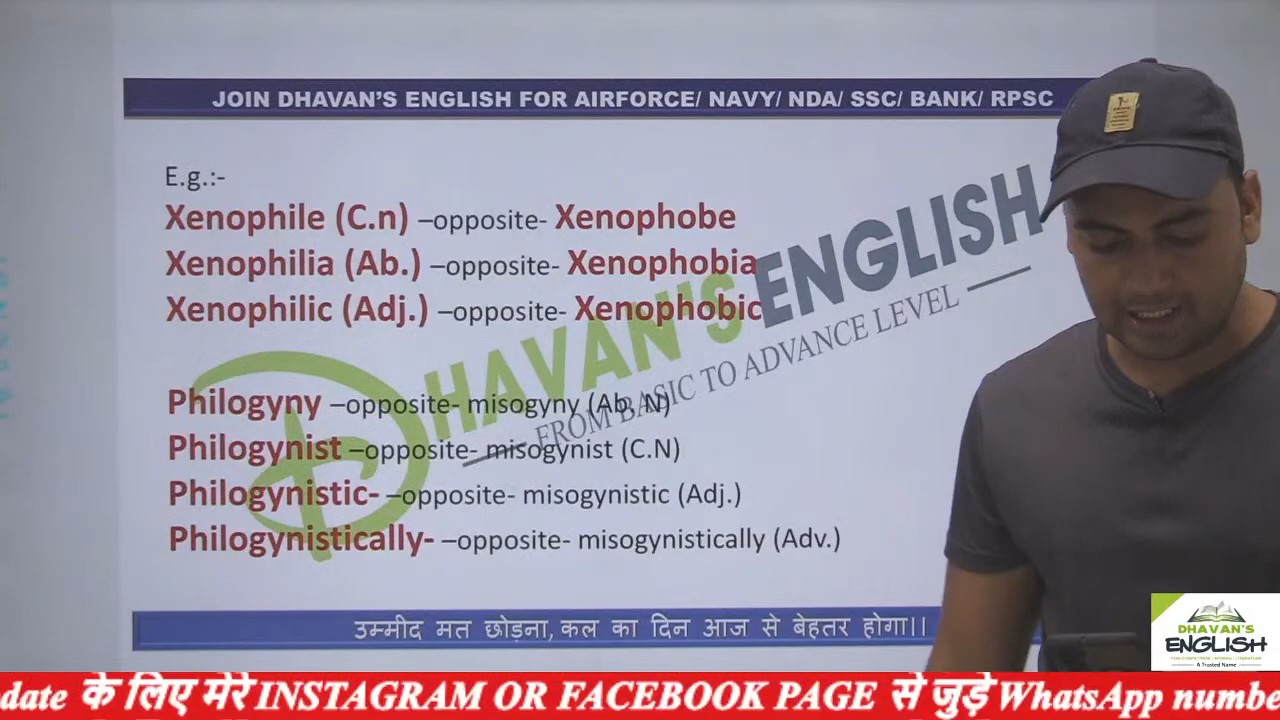 JOIN DHAVAN'S ENGLISH FOR AIRFORCE/ NAVY/ NDA/ SSC/ BANK/ RPSC
E.g.:-
Xenophile (C.n) –opposite- Xenophobe
Xenophilia (Ab.) –opposite- Xenophobia
Xenophilic (Adj.) –opposite- Xenophobic
DHAVAN'S ENGLISH
FROM BASIC TO ADVANCE LEVEL
Philogyny –opposite- misogyny (Ab. N)
Philogynist –opposite- misogynist (C.N)
Philogynistic- –opposite- misogynistic (Adj.)
Philogynistically- –opposite- misogynistically (Adv.)
उम्मीद मत छोड़ना, कल का दिन आज से बेहतर होगा।।
DHAVAN'S
ENGLISH
A Trusted Name
date के लिए मेरे INSTAGRAM OR FACEBOOK PAGE से जुड़े WhatsApp numbe